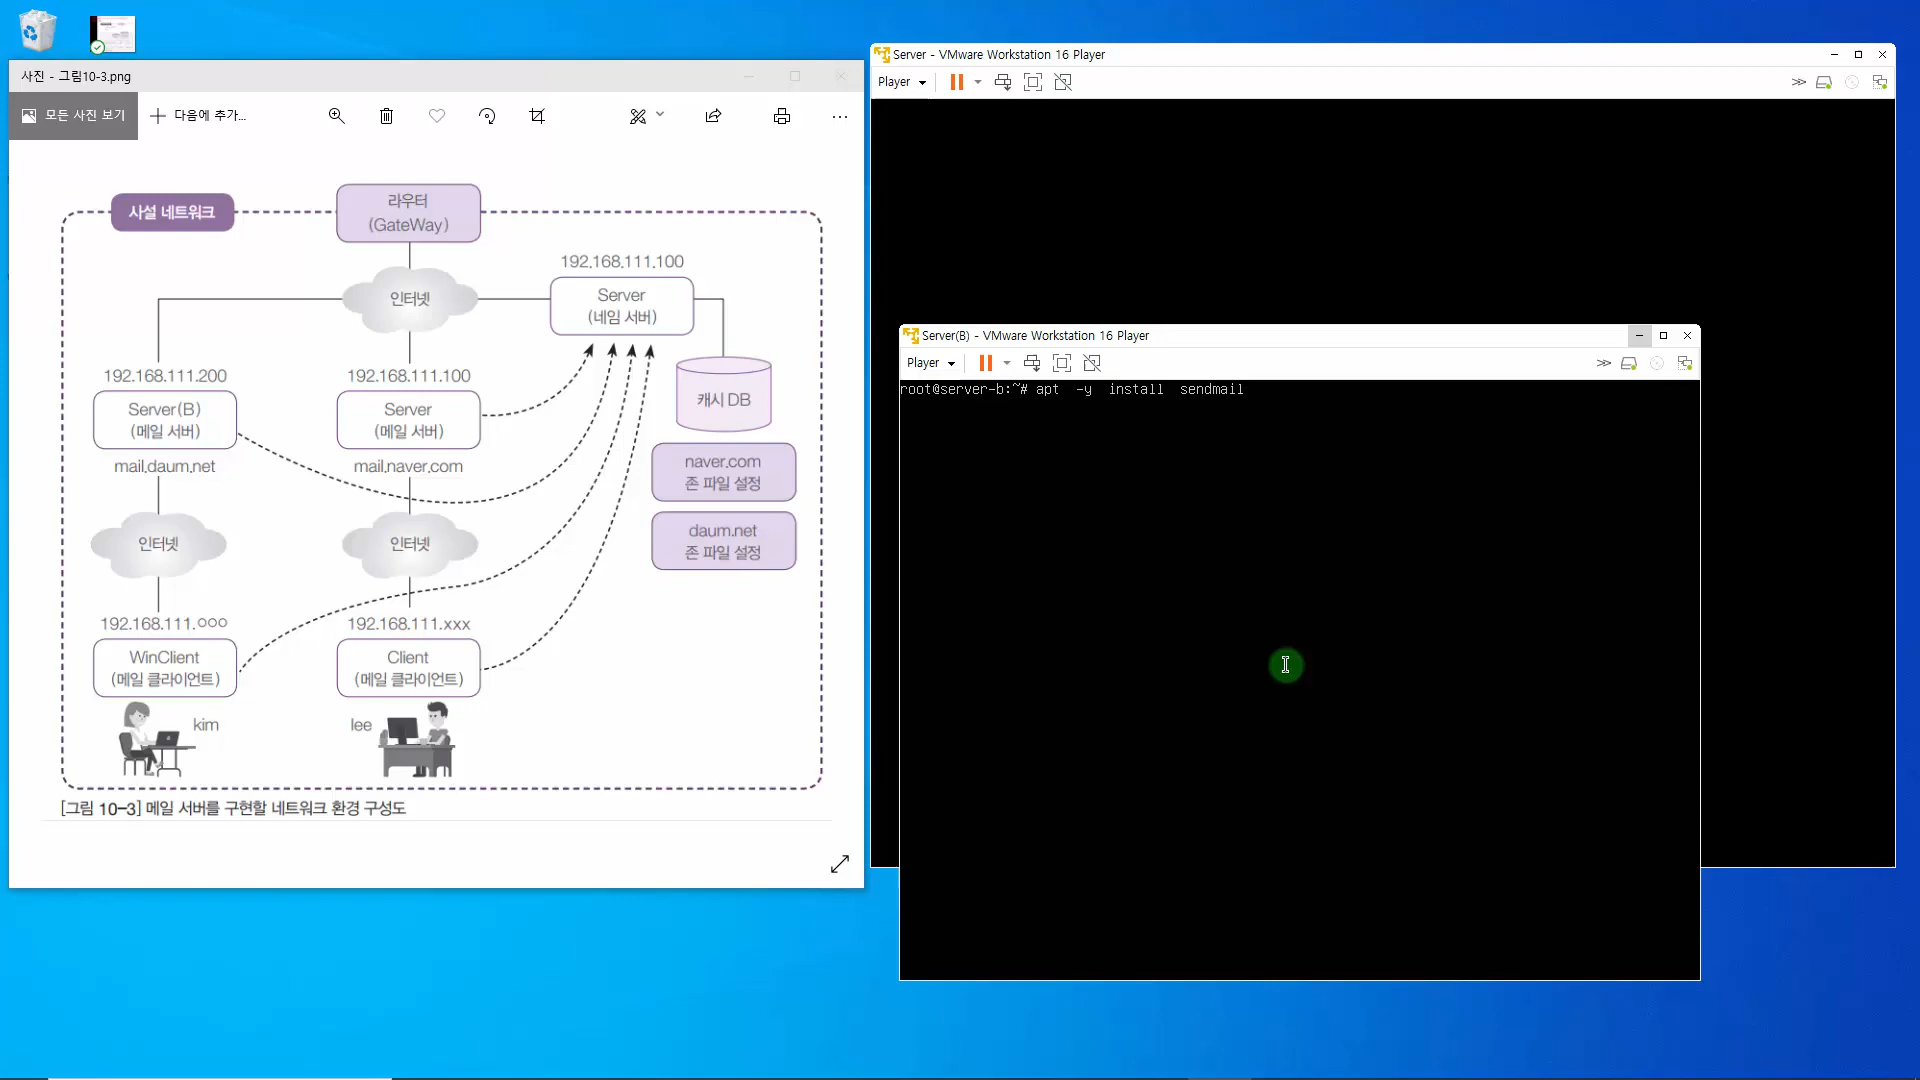 사진 - 그림10-3.png
모든 사진 보기
다음에 추가...
사설 네트워크
라우터
(GateWay)
인터넷
192.168.111.100
Server
(네임 서버)
192.168.111.200
Server(B)
(메일 서버)
mail.daum.net
192.168.111.100
Server
(메일 서버)
mail.naver.com
캐시 DB
naver.com
존 파일 설정
daum.net
존 파일 설정
인터넷
인터넷
192.168.111.○○○
WinClient
(메일 클라이언트)
kim
192.168.111.xxx
Client
(메일 클라이언트)
lee
[그림 10-3] 메일 서버를 구현할 네트워크 환경 구성도
Server - VMware Workstation 16 Player
Player
Server(B) - VMware Workstation 16 Player
Player
root@server-b:~# apt  -y  install  sendmail